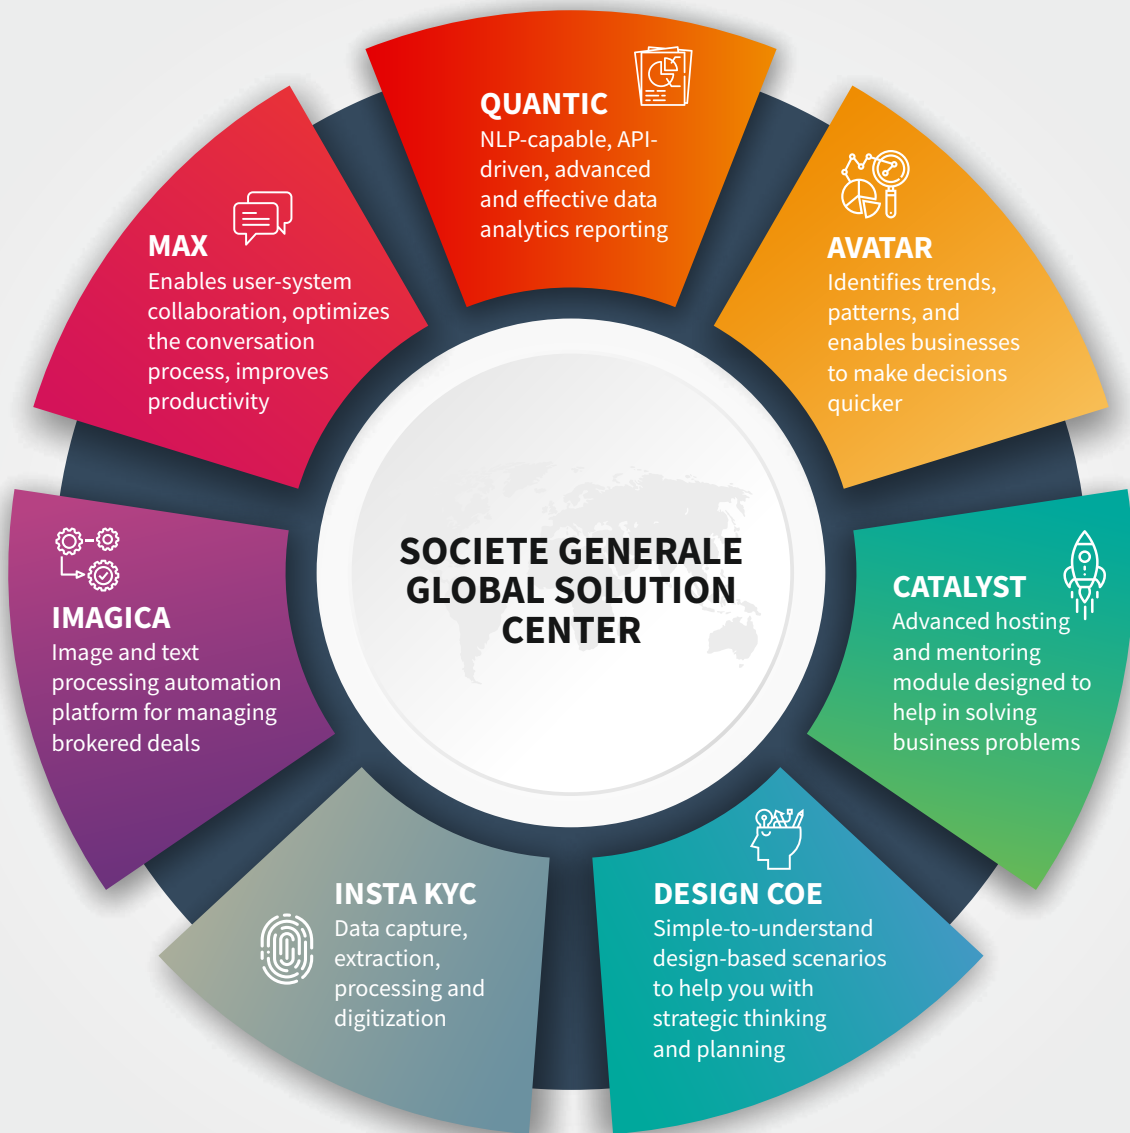 QUANTIC
NLP-capable, API-
driven, advanced
and effective data
analytics reporting
AVATAR
Identifies trends,
patterns, and
enables businesses
to make decisions
quicker
CATALYST
Advanced hosting
and mentoring
module designed to
help in solving
business problems
DESIGN COE
Simple-to-understand
design-based scenarios
to help you with
strategic thinking
and planning
INSTA KYC
Data capture,
extraction,
processing and
digitization
IMAGICA
Image and text
processing automation
platform for managing
brokered deals
MAX
Enables user-system
collaboration, optimizes
the conversation
process, improves
productivity
SOCIETE GENERALE
GLOBAL SOLUTION
CENTER